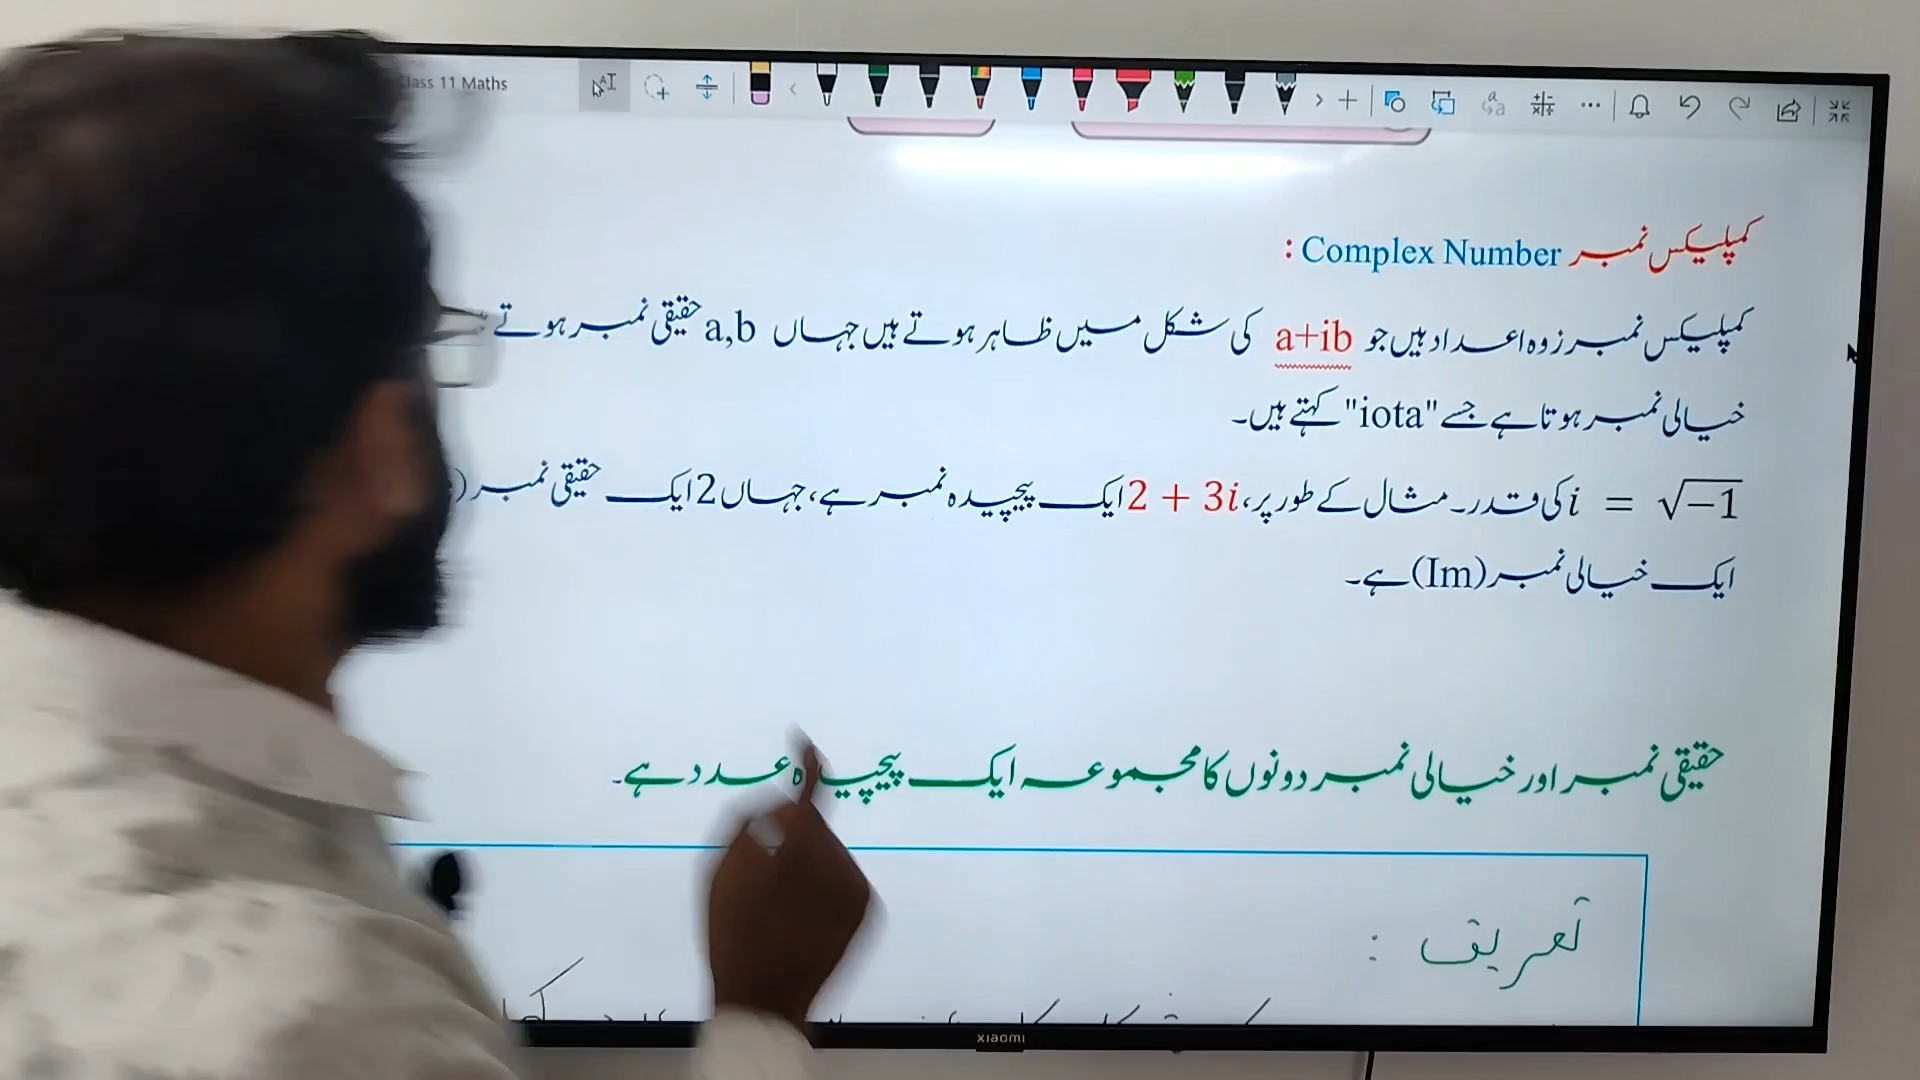 Class 11 Maths
کمپلیکس نمبر Complex Number :
کمپلیکس نمبرز وہ اعداد ہیں جو a+ib کی شکل میں ظاہر ہوتے ہیں جہاں a,b حقیقی نمبر ہوتے
خیالی نمبر ہوتا ہے جسے "iota" کہتے ہیں۔
i = √−1 کی قدر۔ مثال کے طور پر، 2 + 3i ایک پیچیدہ نمبر ہے، جہاں 2 ایک حقیقی نمبر (
ایک خیالی نمبر (Im) ہے۔
حقیقی نمبر اور خیالی نمبر دونوں کا مجموعہ ایک پیچیدہ عدد ہے۔
تعریف :
xiaomi